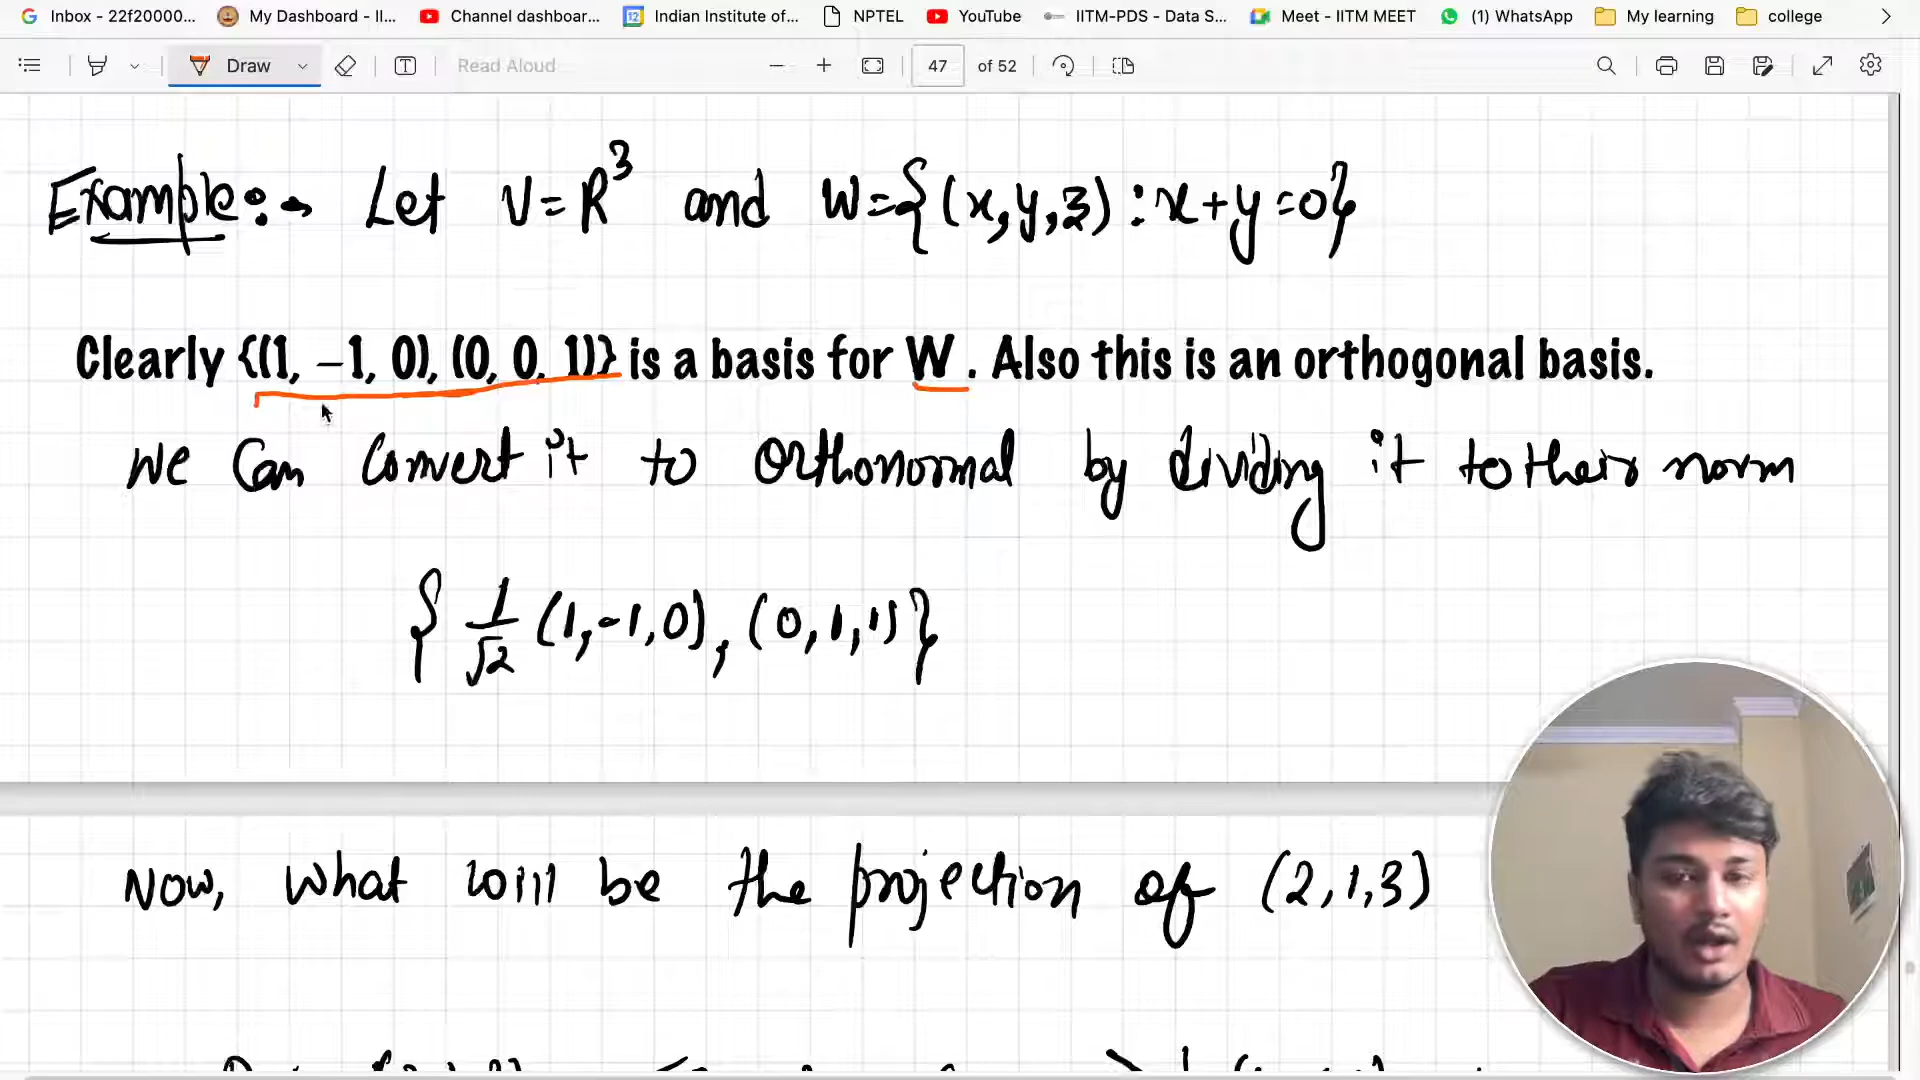 Inbox - 22f20000... My Dashboard - II... Channel dashboar... Indian Institute of... NPTEL YouTube IITM-PDS - Data S... Meet - IITM MEET (1) WhatsApp My learning college
Draw Read Aloud 47 of 52
Example:→ Let V=R³ and W={(x,y,z):x+y=0}
Clearly {(1, −1, 0), (0, 0, 1)} is a basis for W. Also this is an orthogonal basis.
We Can Convert it to Orthonormal by dividing it to their norm
{ 1/√2 (1,-1,0), (0,1,1)}
Now, what will be the projection of (2,1,3)